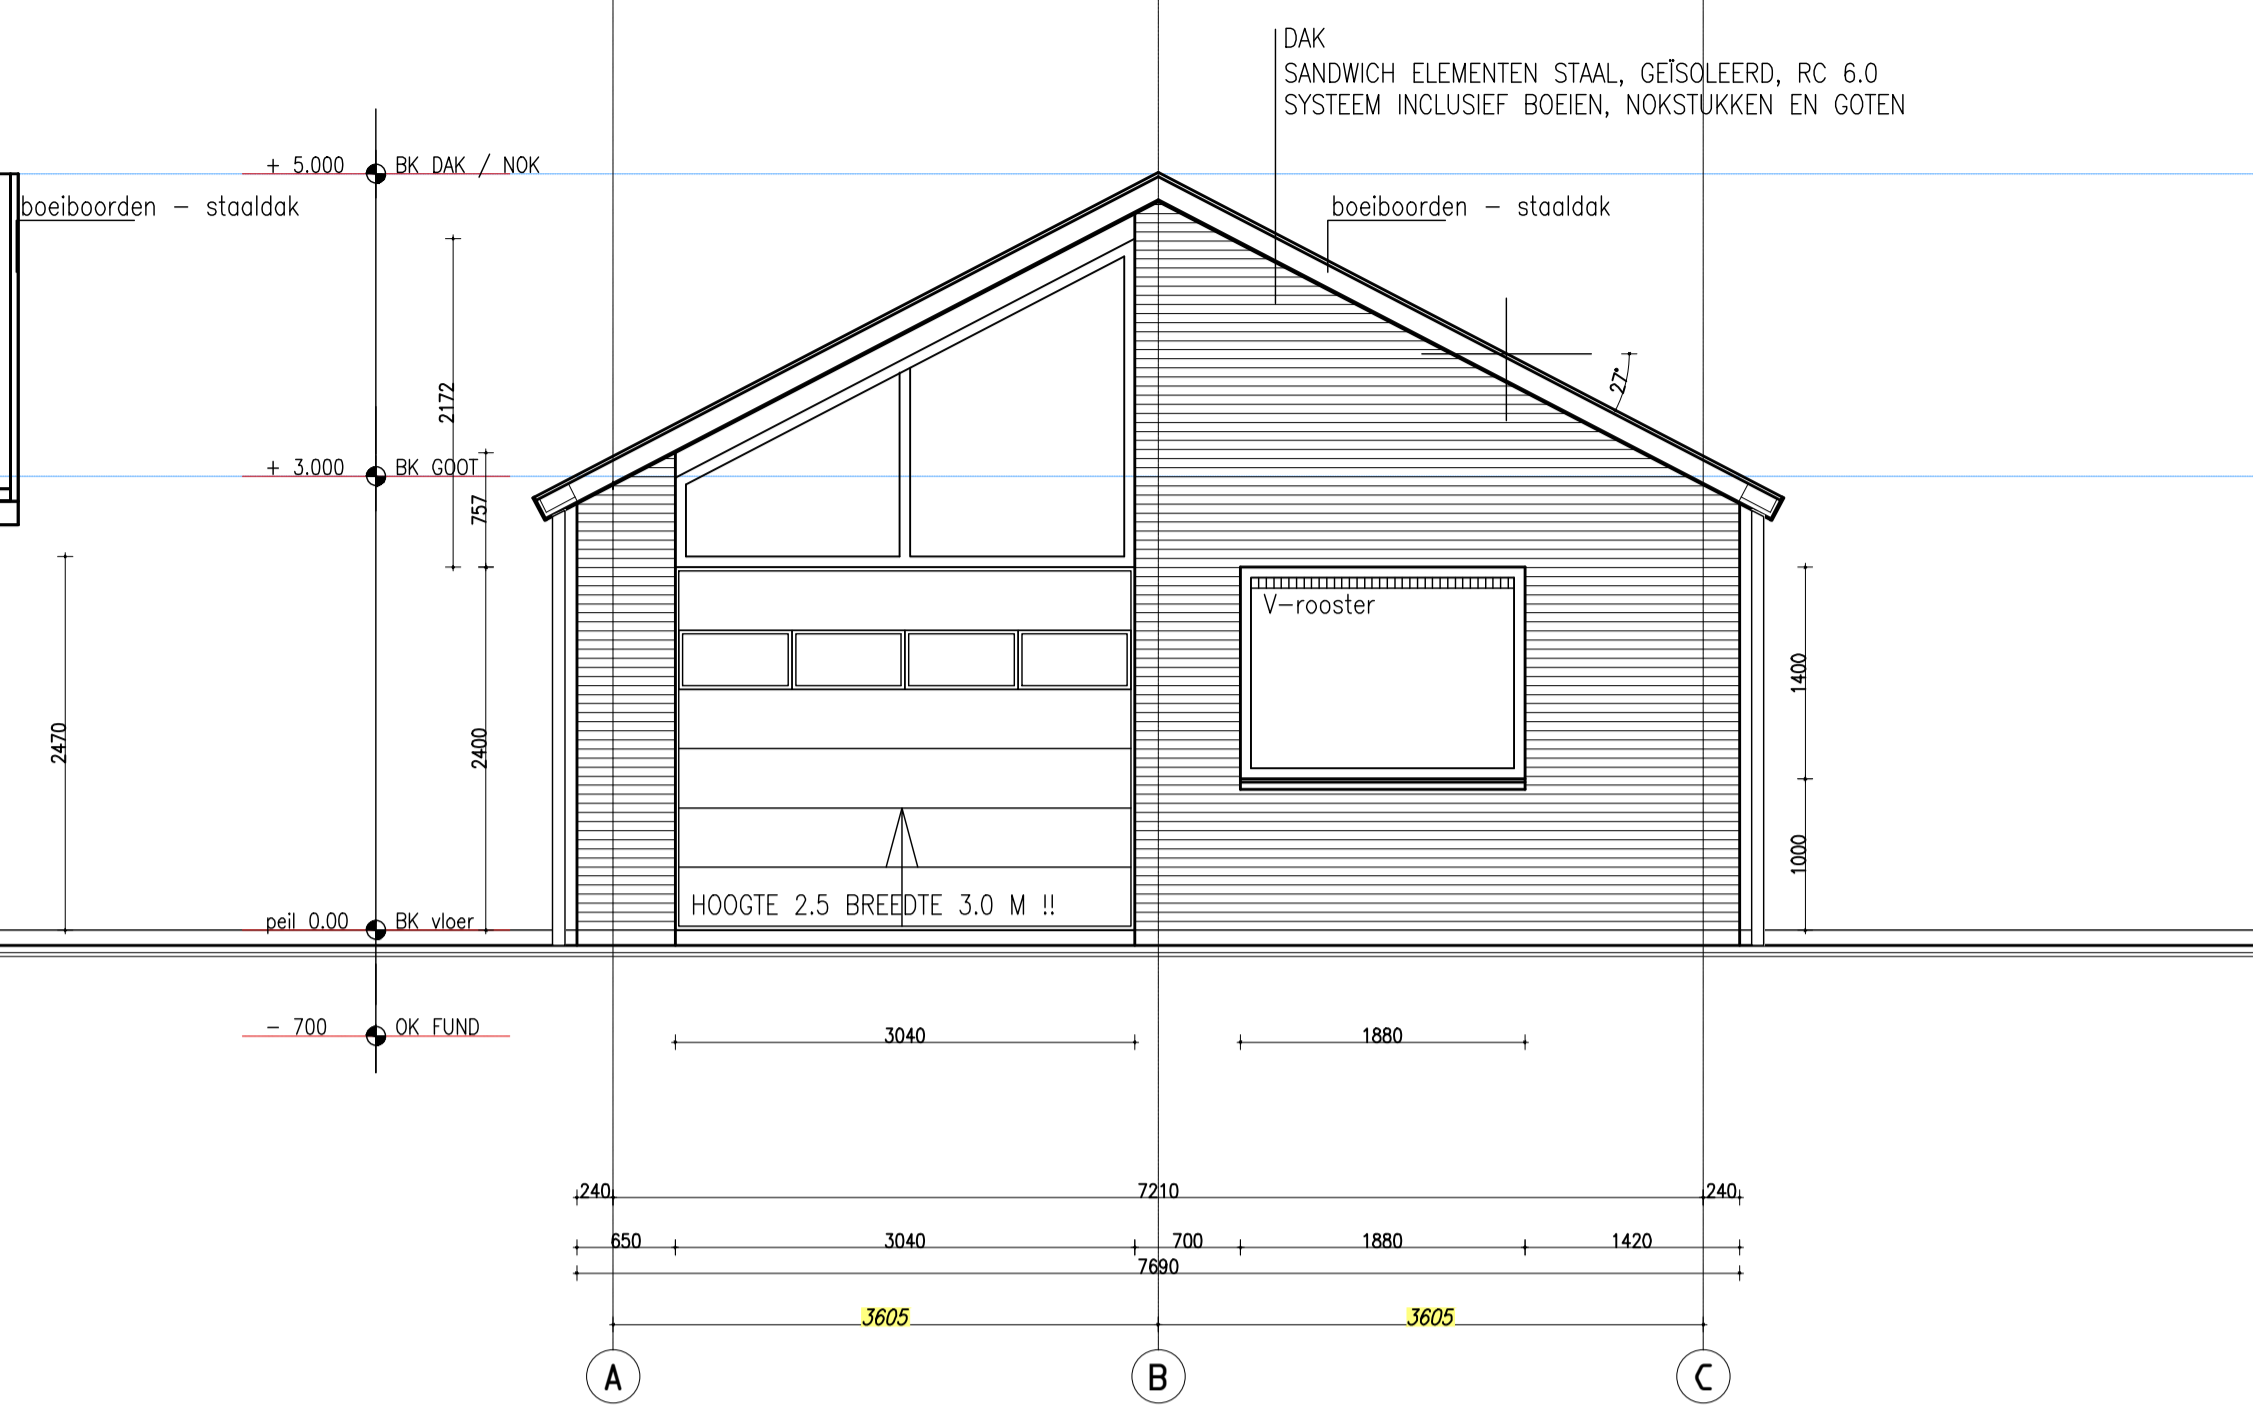 DAK
SANDWICH ELEMENTEN STAAL, GEÏSOLEERD, RC 6.0
SYSTEEM INCLUSIEF BOEIEN, NOKSTUKKEN EN GOTEN
+ 5.000 BK DAK / NOK
boeiboorden - staaldak
boeiboorden - staaldak
27°
2172
+ 3.000 BK GOOT
757
V-rooster
1400
2470
2400
1000
HOOGTE 2.5 BREEDTE 3.0 M !!
peil 0.00 BK vloer
- 700 OK FUND
3040 1880
240 7210 240
650 3040 700 1880 1420
7690
3605 3605
A B C